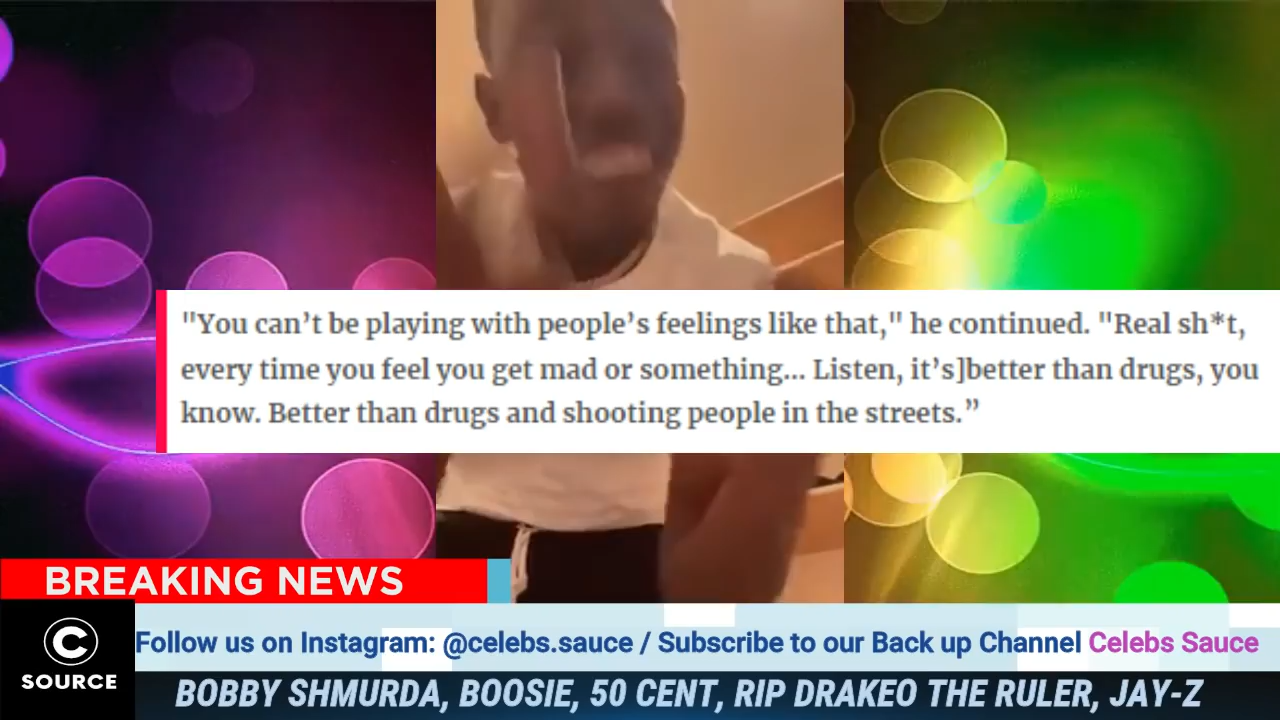 "You can’t be playing with people’s feelings like that," he continued. "Real sh*t,
every time you feel you get mad or something... Listen, it’s]better than drugs, you
know. Better than drugs and shooting people in the streets.”
BREAKING NEWS
Follow us on Instagram: @celebs.sauce / Subscribe to our Back up Channel Celebs Sauce
C
SOURCE
BOBBY SHMURDA, BOOSIE, 50 CENT, RIP DRAKEO THE RULER, JAY-Z